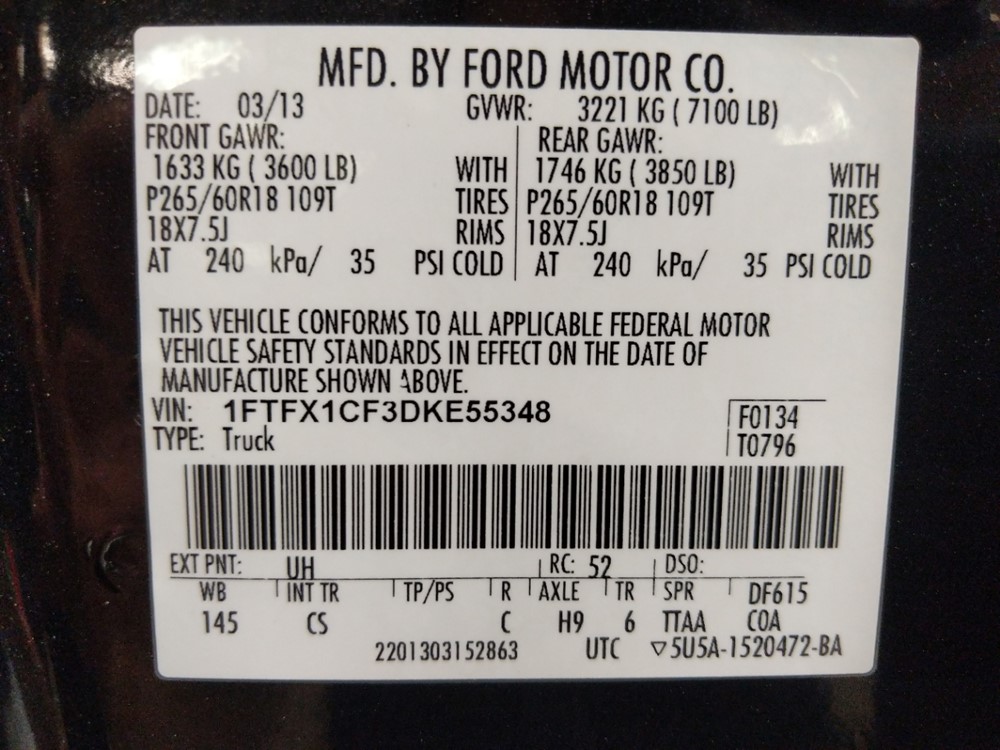 MFD. BY FORD MOTOR CO.
DATE: 03/13 GVWR: 3221 KG ( 7100 LB)
FRONT GAWR: REAR GAWR:
1633 KG ( 3600 LB) WITH 1746 KG ( 3850 LB) WITH
P265/60R18 109T TIRES P265/60R18 109T TIRES
18X7.5J RIMS 18X7.5J RIMS
AT 240 kPa/ 35 PSI COLD AT 240 kPa/ 35 PSI COLD
THIS VEHICLE CONFORMS TO ALL APPLICABLE FEDERAL MOTOR
VEHICLE SAFETY STANDARDS IN EFFECT ON THE DATE OF
MANUFACTURE SHOWN ABOVE.
VIN: 1FTFX1CF3DKE55348 F0134
TYPE: Truck T0796
EXT PNT: UH RC: 52 DSO:
WB INT TR TP/PS R AXLE TR SPR DF615
145 CS C H9 6 TTAA COA
2201303152863 UTC ▽5U5A-1520472-BA